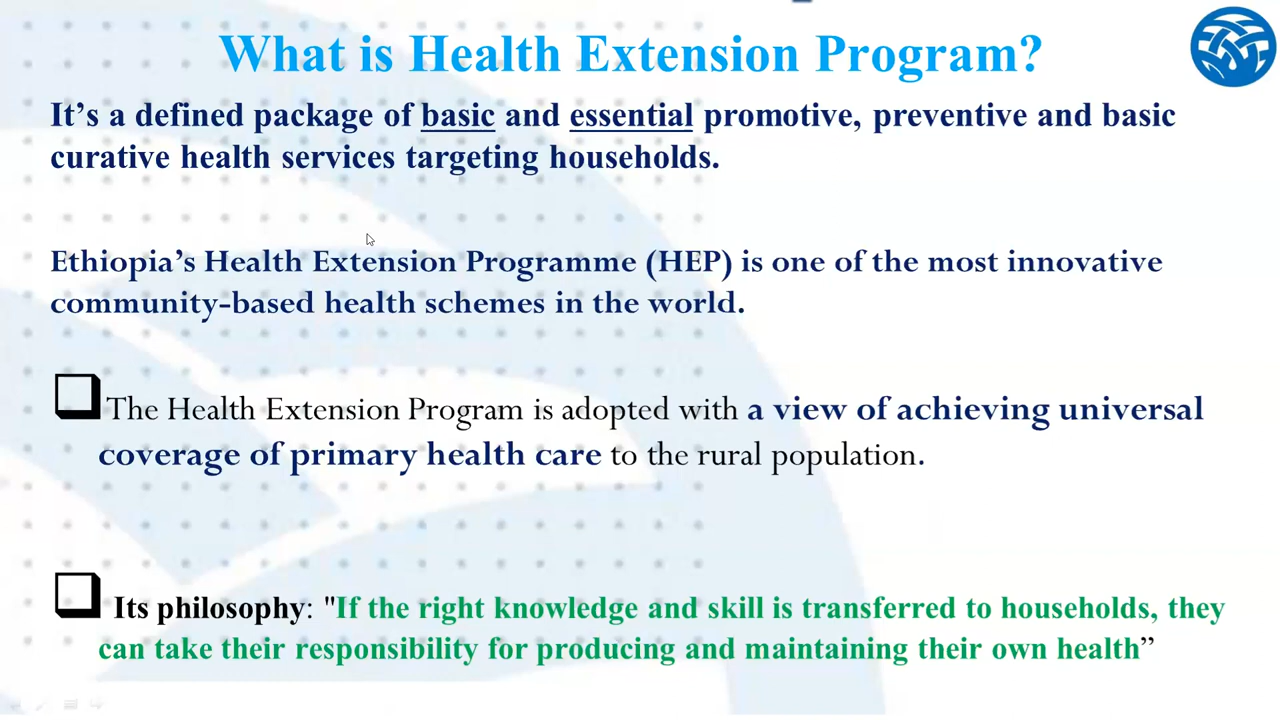 What is Health Extension Program?
It’s a defined package of basic and essential promotive, preventive and basic
curative health services targeting households.
Ethiopia’s Health Extension Programme (HEP) is one of the most innovative
community-based health schemes in the world.
The Health Extension Program is adopted with a view of achieving universal
coverage of primary health care to the rural population.
Its philosophy: "If the right knowledge and skill is transferred to households, they
can take their responsibility for producing and maintaining their own health”